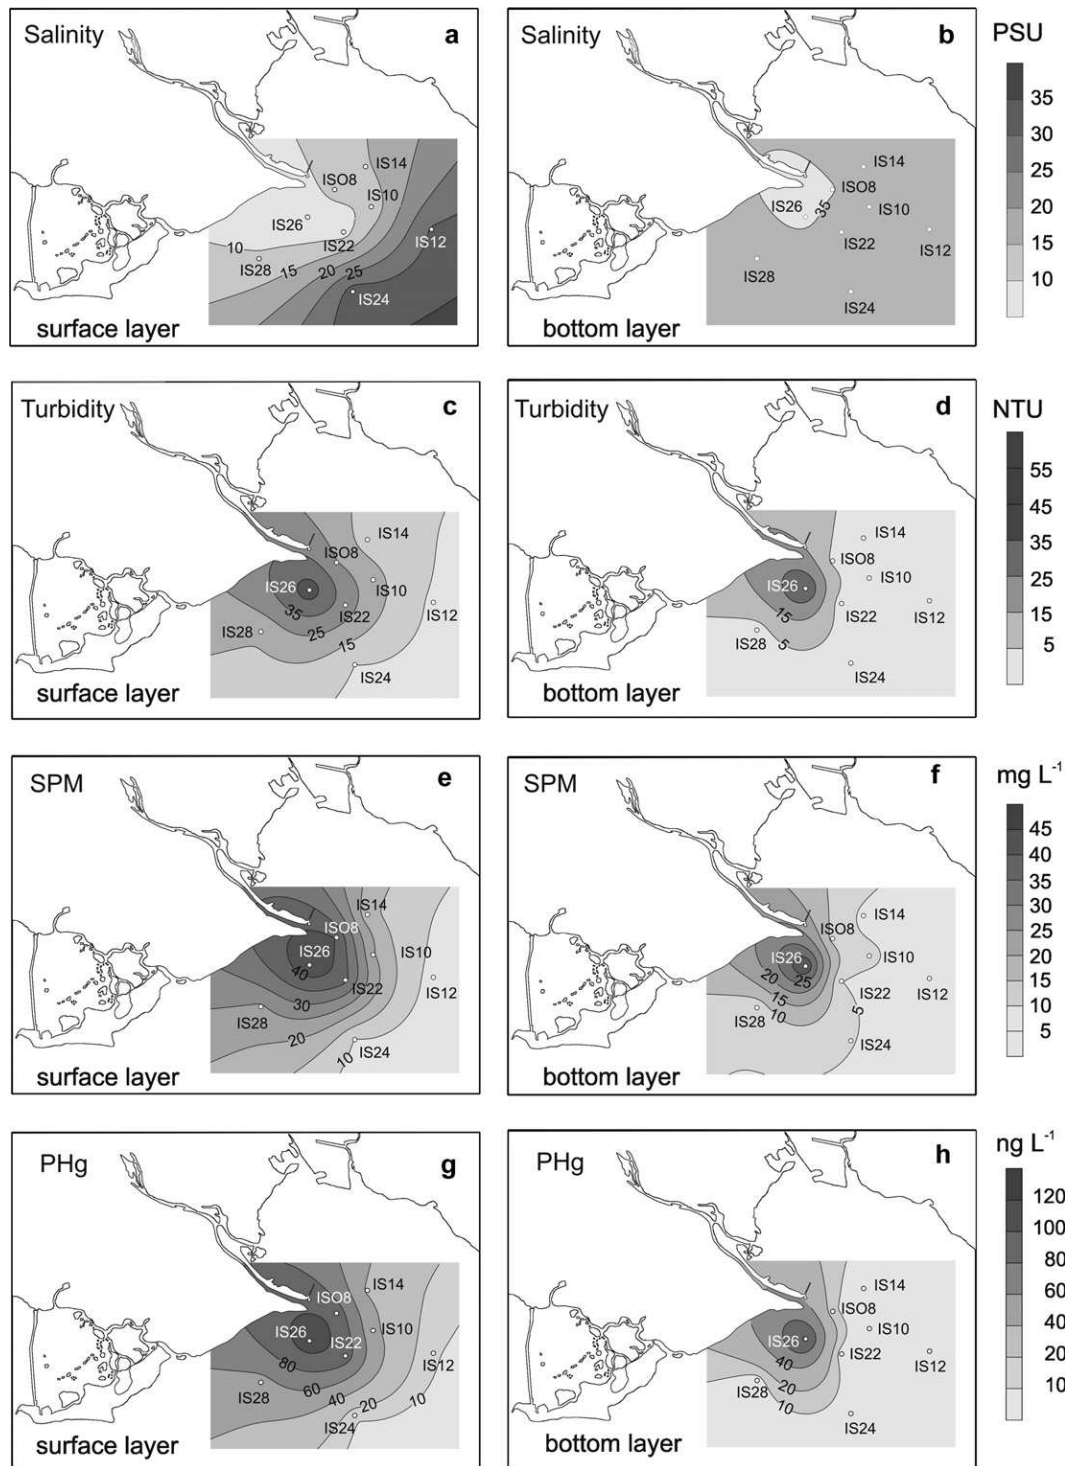 Salinity a
IS14
ISO8
IS10
IS26
IS22
IS12
10
IS28
15
20
25
IS24
surface layer
Salinity b
IS14
ISO8
IS26
35
IS10
IS22
IS12
IS28
IS24
bottom layer
PSU
35
30
25
20
15
10
Turbidity c
IS14
ISO8
IS26
IS10
35
IS22
IS12
IS28
25
15
IS24
surface layer
Turbidity d
IS14
ISO8
IS26
IS10
15
IS22
IS12
IS28
5
IS24
bottom layer
NTU
55
45
35
25
15
5
SPM e
IS14
ISO8
IS26
IS10
40
IS22
IS12
30
IS28
20
10
IS24
surface layer
SPM f
IS14
ISO8
IS26
IS10
20
25
IS22
IS12
15
10
5
IS28
IS24
bottom layer
mg L-1
45
40
35
30
25
20
15
10
5
PHg g
IS14
ISO8
IS26
IS10
IS22
IS12
80
IS28
60
40
20
10
IS24
surface layer
PHg h
IS14
ISO8
IS26
IS10
IS22
IS12
40
IS28
20
10
IS24
bottom layer
ng L-1
120
100
80
60
40
20
10